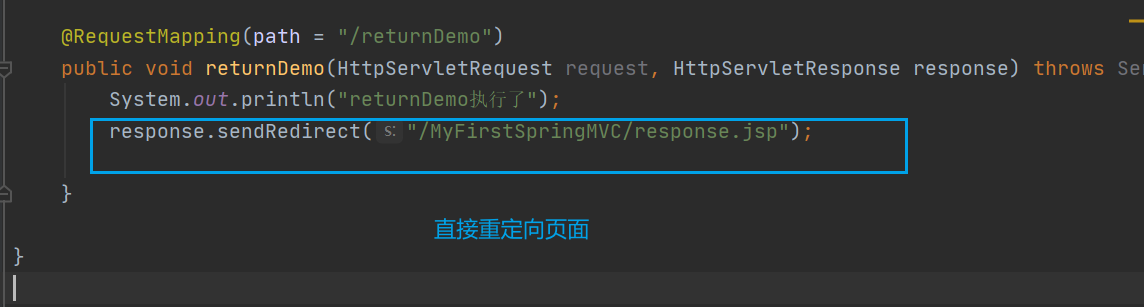 @RequestMapping(path = "/returnDemo")
public void returnDemo(HttpServletRequest request, HttpServletResponse response) throws Se
System.out.println("returnDemo执行了");
response.sendRedirect( s: "/MyFirstSpringMVC/response.jsp");
}
直接重定向页面
}